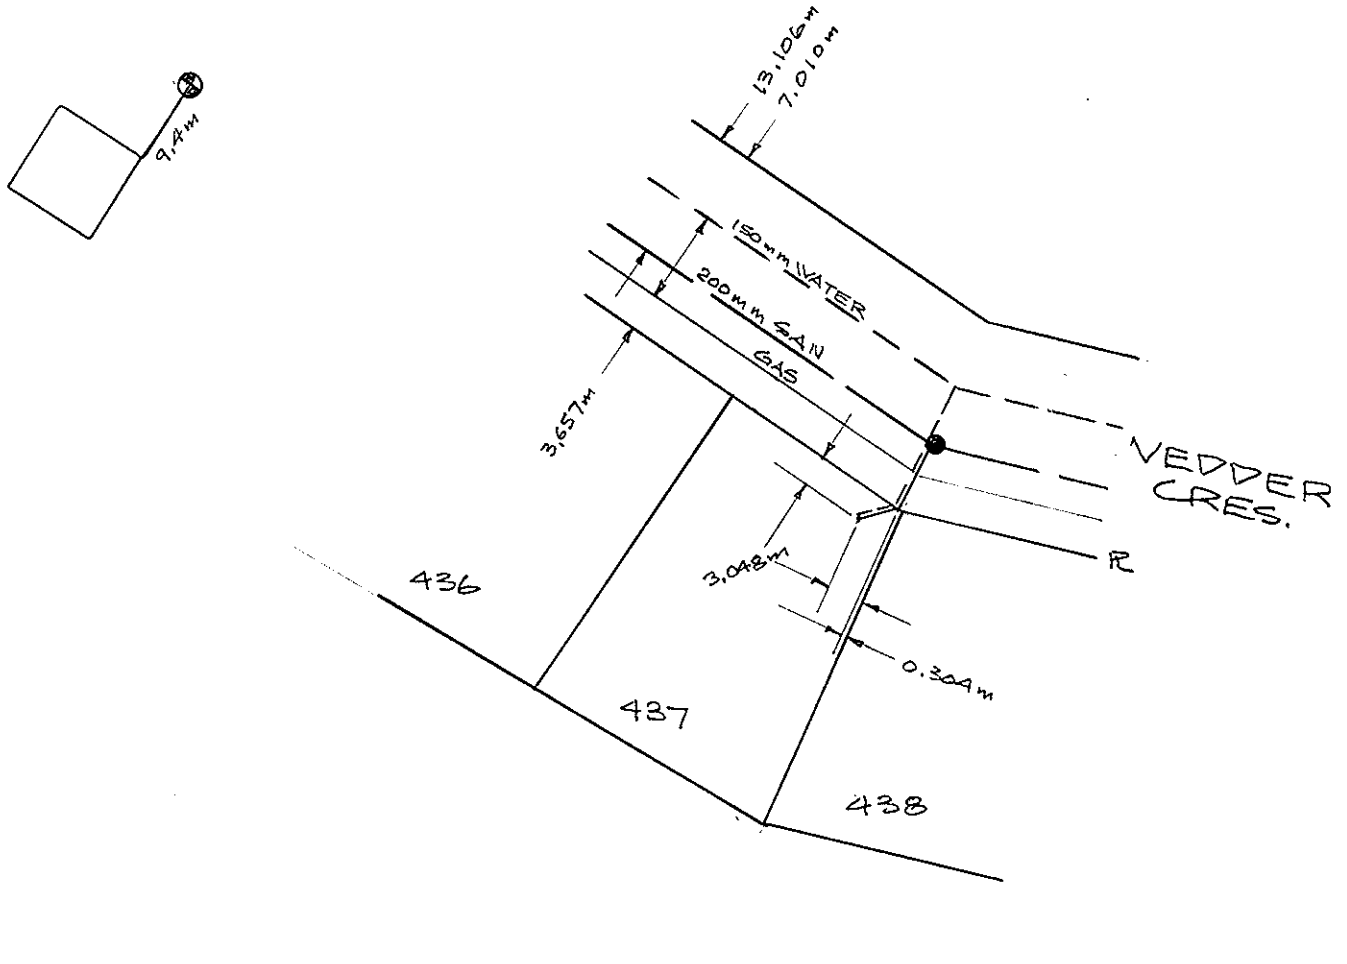 13.106m
7.010m
9.4m
150mm WATER
200mm SAN
GAS
3.657m
VEDDER
CRES.
3.048m
436
0.304m
437
438